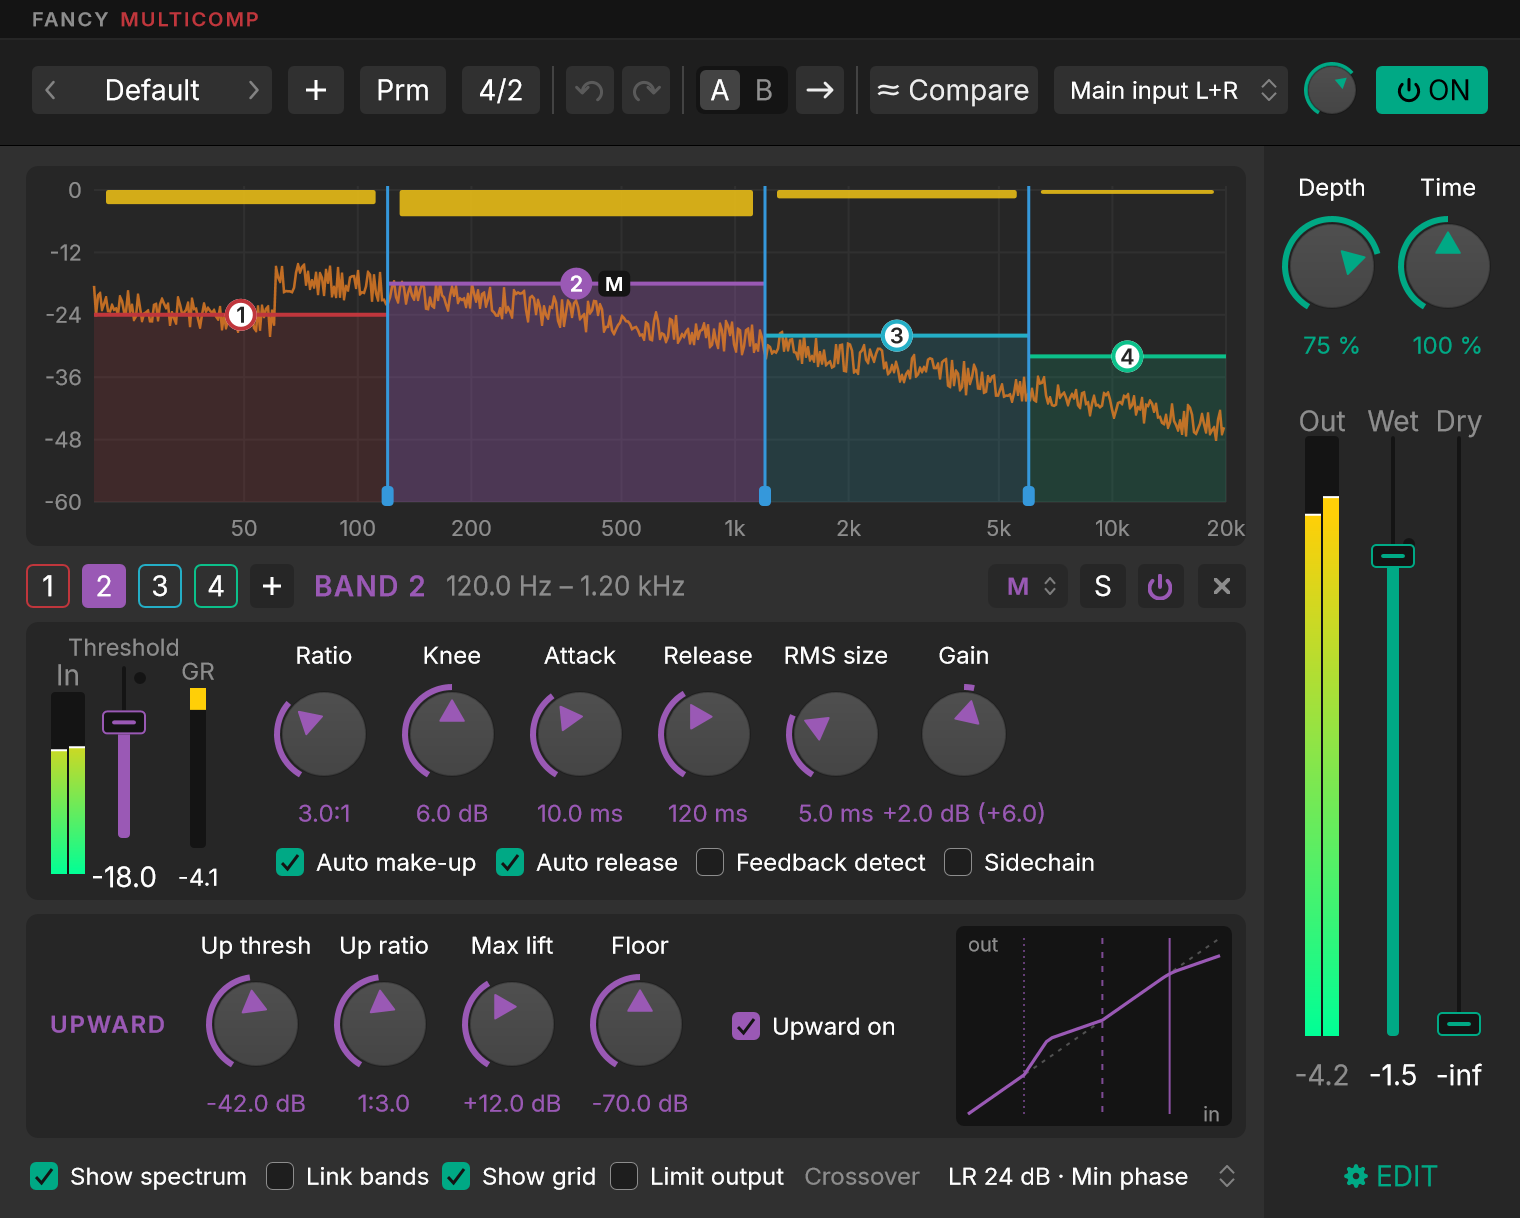 FANCY MULTICOMP
Default + Prm 4/2 A B → ≈ Compare Main input L+R ON
0
-12
-24
-36
-48
-60
1
2 M
3
4
50 100 200 500 1k 2k 5k 10k 20k
1 2 3 4 + BAND 2 120.0 Hz – 1.20 kHz M S ×
Threshold
In GR
-18.0 -4.1
Ratio Knee Attack Release RMS size Gain
3.0:1 6.0 dB 10.0 ms 120 ms 5.0 ms +2.0 dB (+6.0)
Auto make-up Auto release Feedback detect Sidechain
UPWARD
Up thresh Up ratio Max lift Floor
-42.0 dB 1:3.0 +12.0 dB -70.0 dB
Upward on
out
in
Show spectrum Link bands Show grid Limit output Crossover LR 24 dB · Min phase
Depth Time
75 % 100 %
Out Wet Dry
-4.2 -1.5 -inf
EDIT